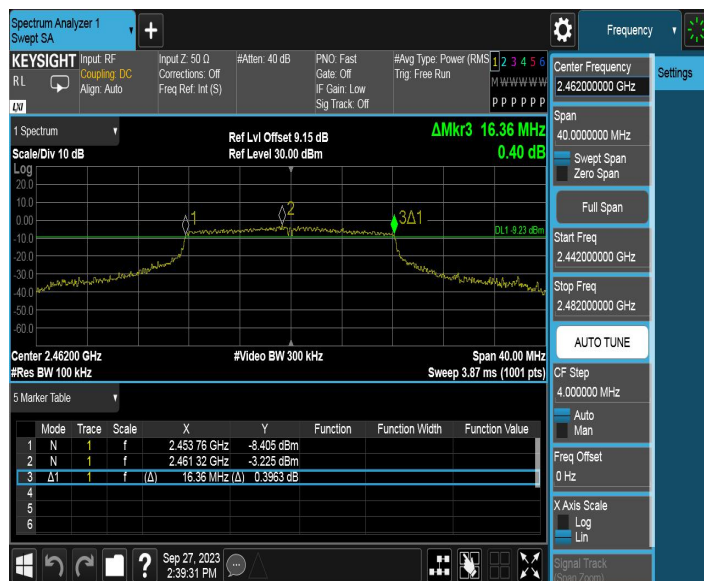 Spectrum Analyzer 1
Swept SA
Frequency
KEYSIGHT
RL
LXI
Input: RF
Coupling: DC
Align: Auto
Input Z: 50 Ω
Corrections: Off
Freq Ref: Int (S)
#Atten: 40 dB
PNO: Fast
Gate: Off
IF Gain: Low
Sig Track: Off
#Avg Type: Power (RMS
Trig: Free Run
1 2 3 4 5 6
M W W W W W
P P P P P P
1 Spectrum
Scale/Div 10 dB
Ref Lvl Offset 9.15 dB
Ref Level 30.00 dBm
ΔMkr3 16.36 MHz
0.40 dB
Log
20.0
10.0
0.00
-10.0
-20.0
-30.0
-40.0
-50.0
-60.0
1
2
3Δ1
DL1 -9.23 dBm
Center 2.46200 GHz
#Video BW 300 kHz
Span 40.00 MHz
#Res BW 100 kHz
Sweep 3.87 ms (1001 pts)
5 Marker Table
Mode Trace Scale X Y Function Function Width Function Value
1 N 1 f 2.453 76 GHz -8.405 dBm
2 N 1 f 2.461 32 GHz -3.225 dBm
3 Δ1 1 f (Δ) 16.36 MHz (Δ) 0.3963 dB
4
5
6
Sep 27, 2023
2:39:31 PM
Center Frequency
2.462000000 GHz
Span
40.0000000 MHz
Swept Span
Zero Span
Full Span
Start Freq
2.442000000 GHz
Stop Freq
2.482000000 GHz
AUTO TUNE
CF Step
4.000000 MHz
Auto
Man
Freq Offset
0 Hz
X Axis Scale
Log
Lin
Signal Track
(Span Zoom)
Settings